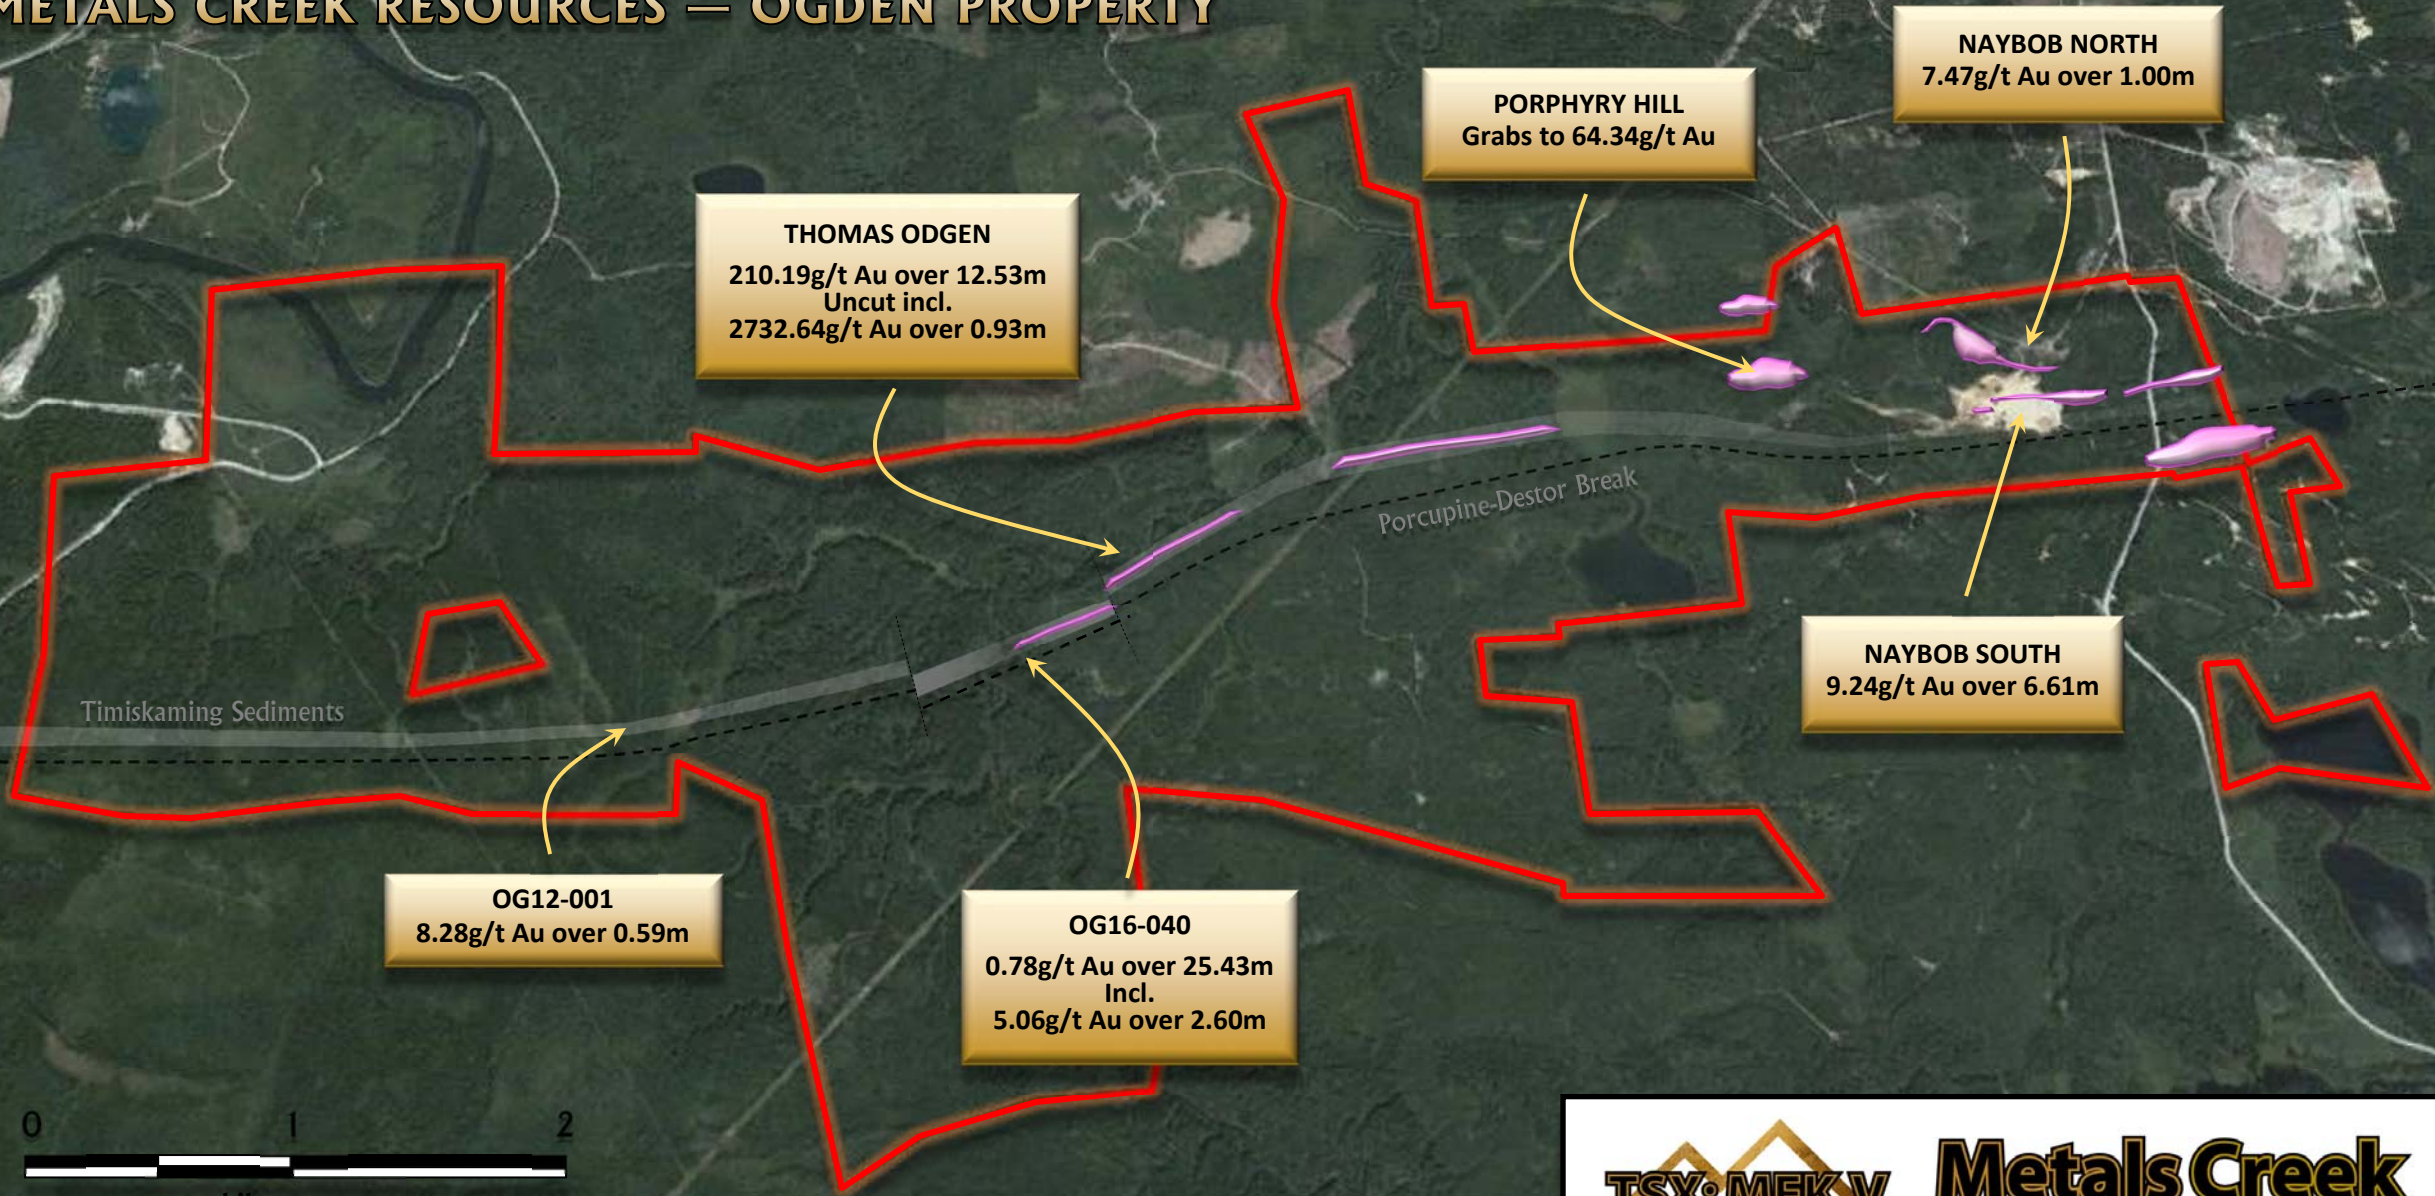 METALS CREEK RESOURCES — OGDEN PROPERTY
NAYBOB NORTH
7.47g/t Au over 1.00m
PORPHYRY HILL
Grabs to 64.34g/t Au
THOMAS ODGEN
210.19g/t Au over 12.53m
Uncut incl.
2732.64g/t Au over 0.93m
Porcupine-Destor Break
Timiskaming Sediments
NAYBOB SOUTH
9.24g/t Au over 6.61m
OG12-001
8.28g/t Au over 0.59m
OG16-040
0.78g/t Au over 25.43m
Incl.
5.06g/t Au over 2.60m
0 1 2
TSX: MEK.V
Metals Creek